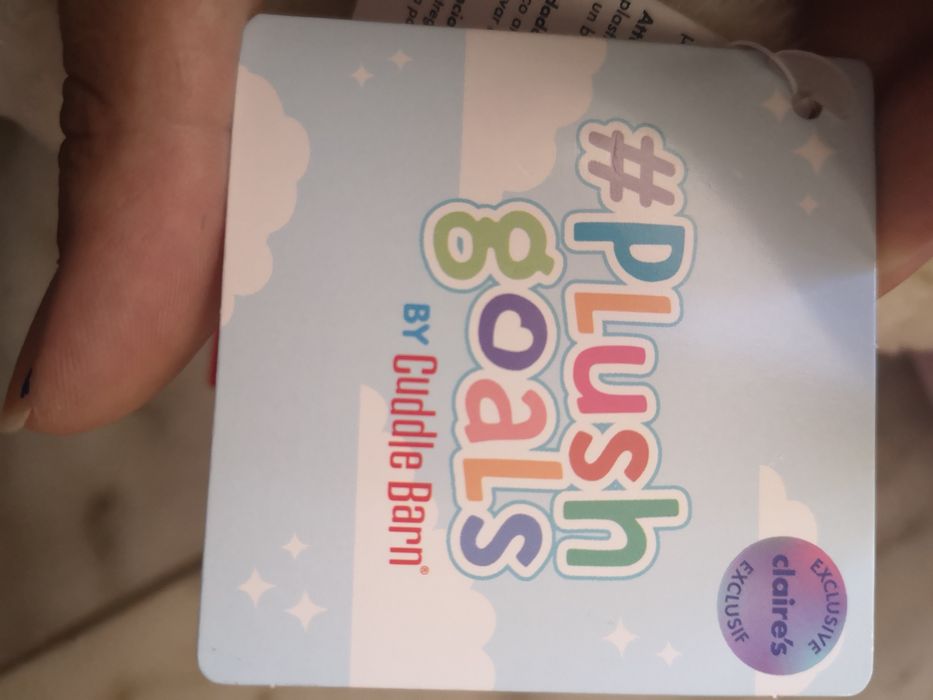 #PLush
goaLs
BY Cuddle Barn®
EXCLUSIVE
claire's
EXCLUSIF